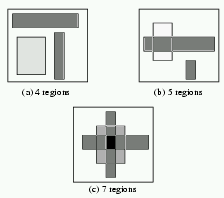 (a) 4 regions
(b) 5 regions
(c) 7 regions